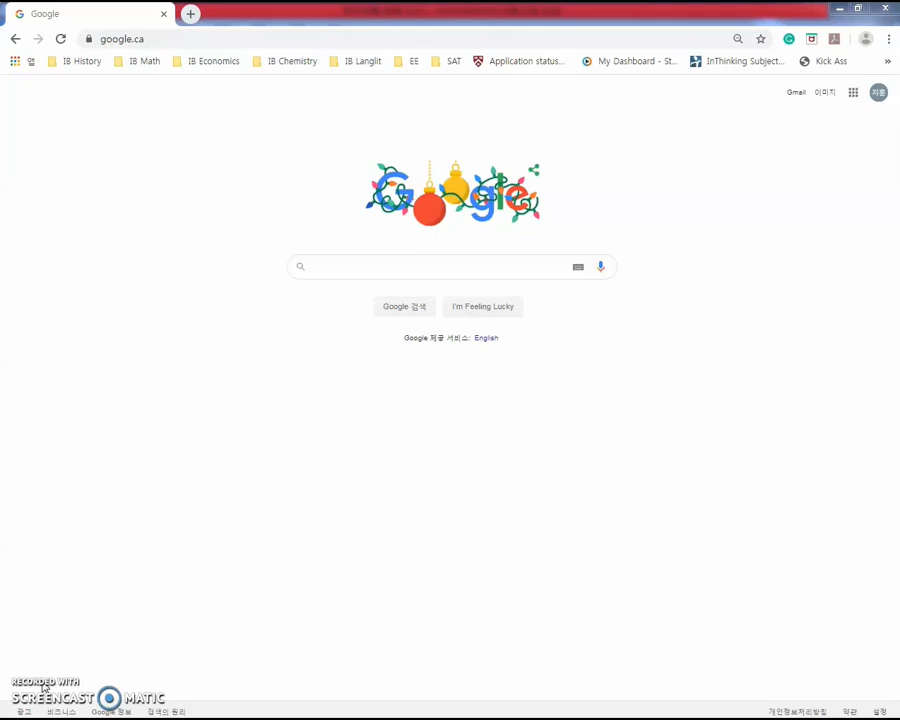 Google
google.ca
앱 IB History IB Math IB Economics IB Chemistry IB Langlit EE SAT Application status... My Dashboard - St... InThinking Subject... Kick Ass »
Gmail 이미지 지훈
Google
Google 검색 I'm Feeling Lucky
Google 제공 서비스: English
RECORDED WITH
SCREENCAST MATIC
광고 비즈니스 Google 정보 검색의 원리 개인정보처리방침 약관 설정